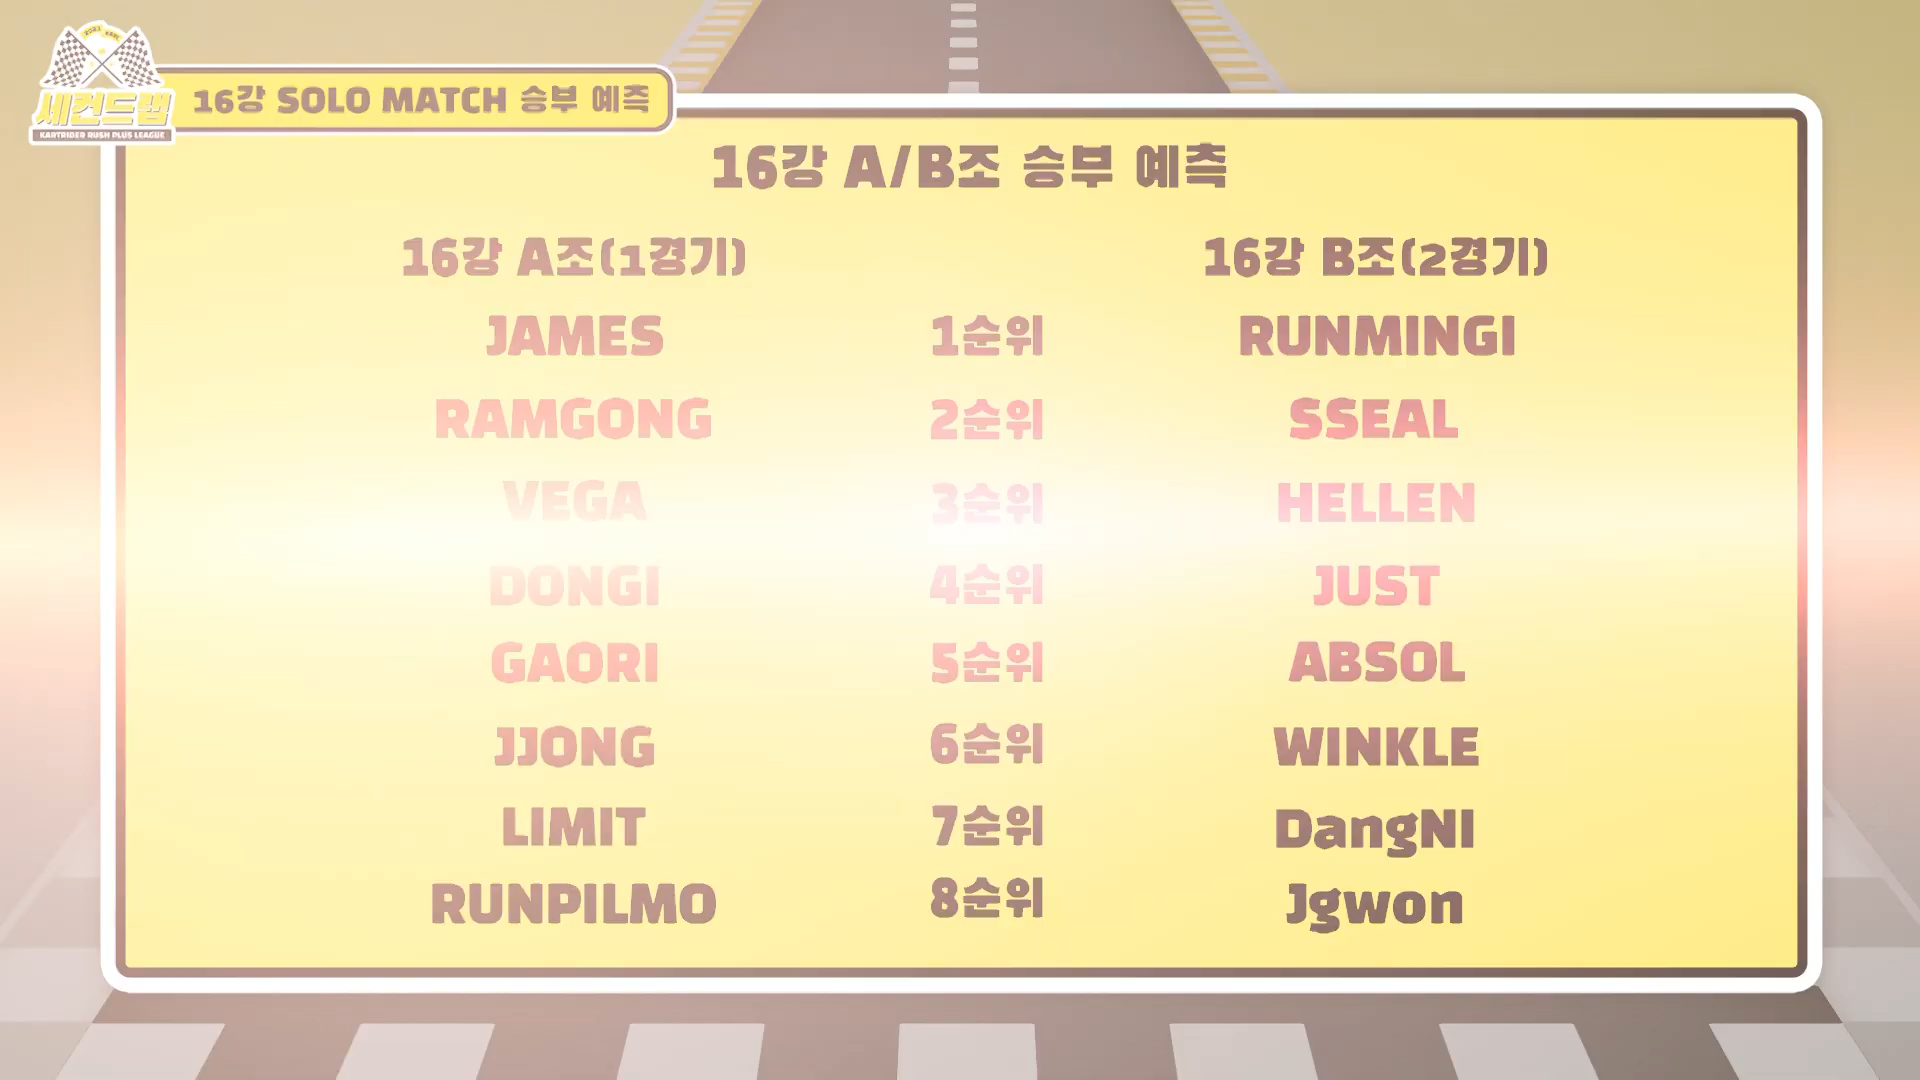 세컨드랩
KARTRIDER RUSH PLUS LEAGUE
16강 SOLO MATCH 승부 예측
16강 A/B조 승부 예측
16강 A조(1경기) 16강 B조(2경기)
JAMES 1순위 RUNMINGI
RAMGONG 2순위 SSEAL
VEGA 3순위 HELLEN
DONGI 4순위 JUST
GAORI 5순위 ABSOL
JJONG 6순위 WINKLE
LIMIT 7순위 DangNI
RUNPILMO 8순위 Jgwon